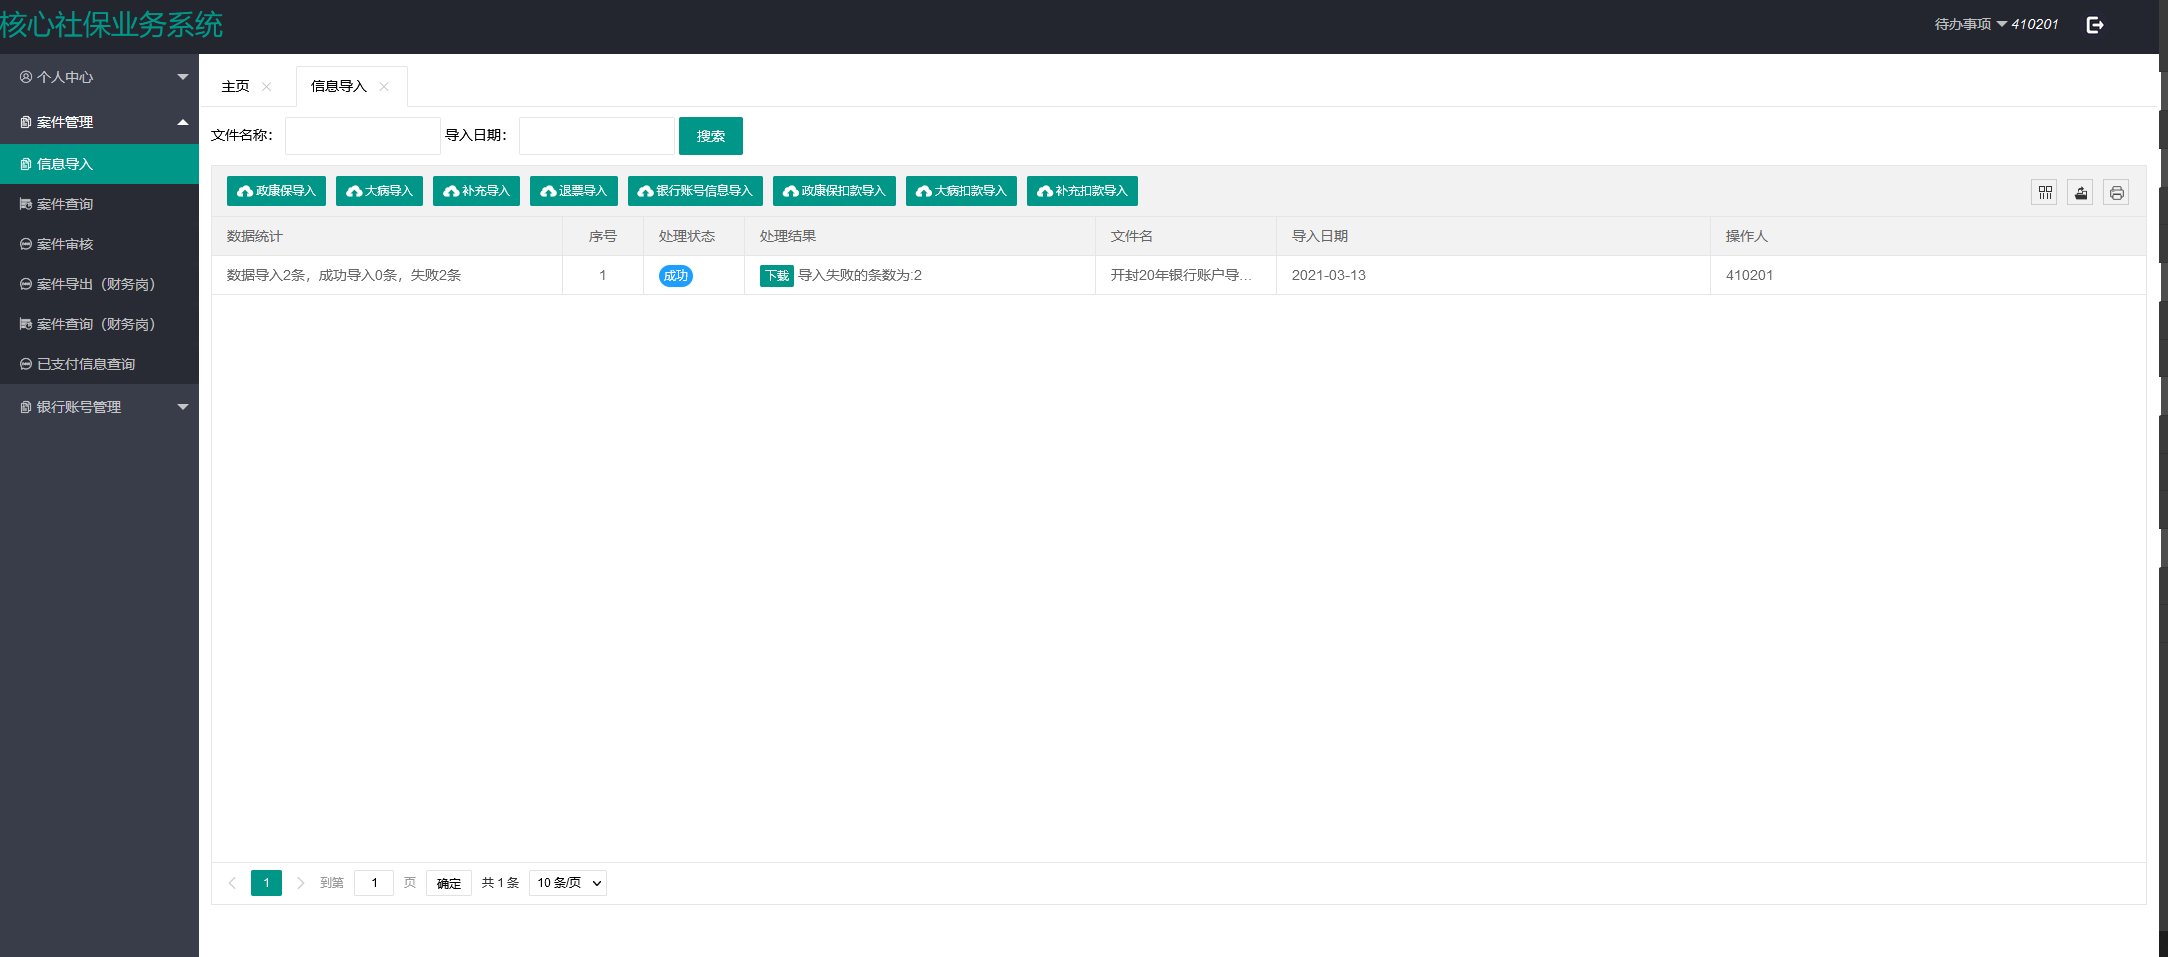 核心社保业务系统
待办事项 410201
个人中心
案件管理
信息导入
案件查询
案件审核
案件导出（财务岗）
案件查询（财务岗）
已支付信息查询
银行账号管理
主页 信息导入
文件名称： 导入日期： 搜索
政康保导入 大病导入 补充导入 退票导入 银行账号信息导入 政康保扣款导入 大病扣款导入 补充扣款导入
数据统计 序号 处理状态 处理结果 文件名 导入日期 操作人
数据导入2条，成功导入0条，失败2条 1 成功 下载 导入失败的条数为:2 开封20年银行账户导... 2021-03-13 410201
1 到第 1 页 确定 共 1 条 10 条/页